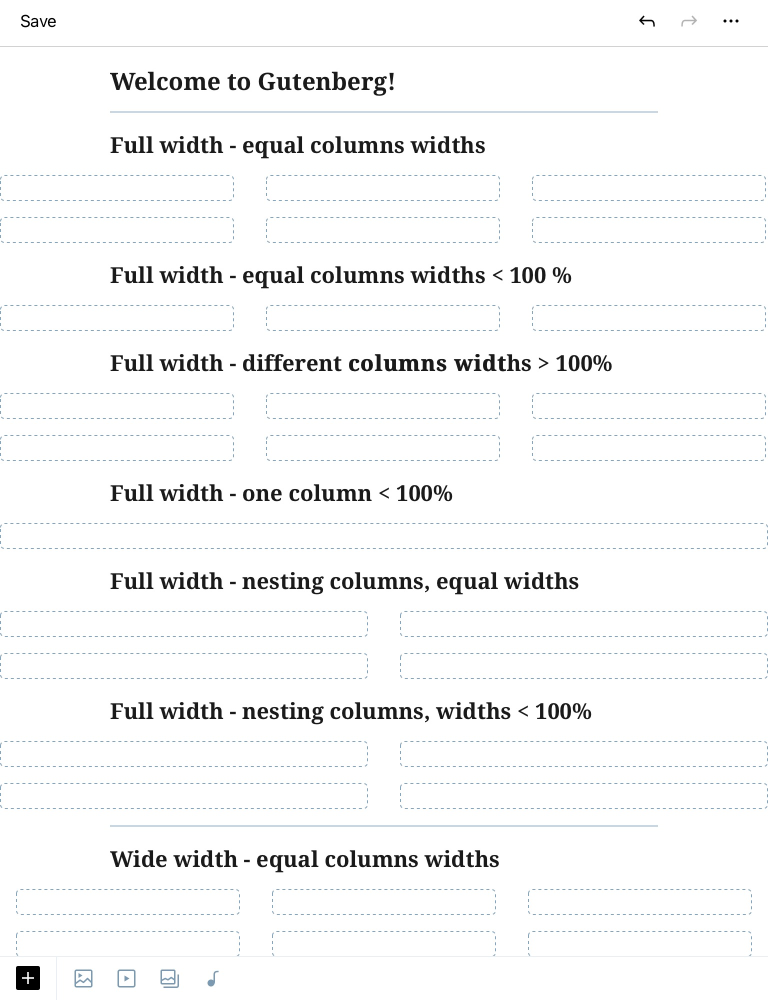 Save
Welcome to Gutenberg!
Full width - equal columns widths
Full width - equal columns widths < 100 %
Full width - different columns widths > 100%
Full width - one column < 100%
Full width - nesting columns, equal widths
Full width - nesting columns, widths < 100%
Wide width - equal columns widths